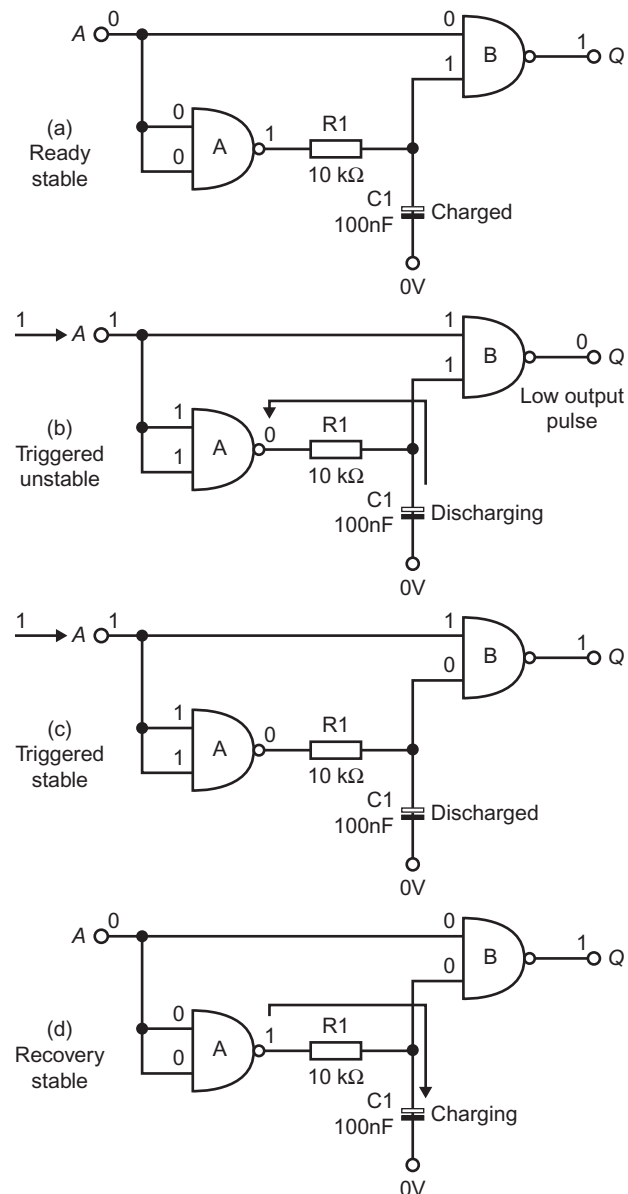 0
A
0
B
1
Q
1
0
0
A
1
R1
10 kΩ
(a)
Ready
stable
C1
100nF
Charged
0V
1
A
1
1
B
0
Q
1
Low output
pulse
1
1
A
0
R1
10 kΩ
(b)
Triggered
unstable
C1
100nF
Discharging
0V
1
A
1
1
B
1
Q
0
1
1
A
0
R1
10 kΩ
(c)
Triggered
stable
C1
100nF
Discharged
0V
A
0
0
B
1
Q
0
0
0
A
1
R1
10 kΩ
(d)
Recovery
stable
C1
100nF
Charging
0V